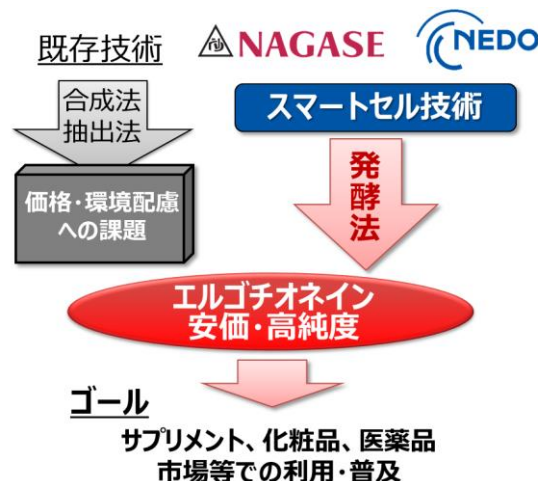 既存技術
NAGASE
NEDO
合成法
抽出法
スマートセル技術
価格・環境配慮
への課題
発酵法
エルゴチオネイン
安価・高純度
ゴール
サプリメント、化粧品、医薬品
市場等での利用・普及